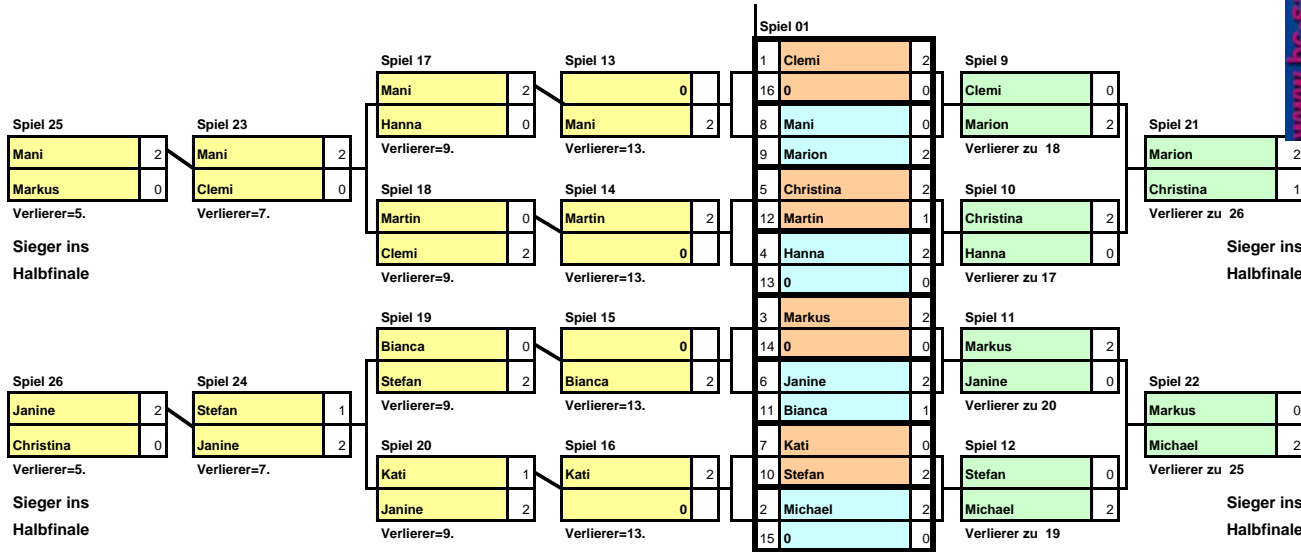 Spiel 01
Spiel 17 Spiel 13 1 Clemi 2 Spiel 9
Mani 2 0 16 0 0 Clemi 0
Spiel 25 Spiel 23 Hanna 0 Mani 2 8 Mani 0 Marion 2 Spiel 21
Mani 2 Mani 2 Verlierer=9. Verlierer=13. 9 Marion 2 Verlierer zu 18 Marion 2
Markus 0 Clemi 0 Spiel 18 Spiel 14 5 Christina 2 Spiel 10 Christina 1
Verlierer=5. Verlierer=7. Martin 0 Martin 2 12 Martin 1 Christina 2 Verlierer zu 26
Sieger ins Clemi 2 0 4 Hanna 2 Hanna 0 Sieger ins
Halbfinale Verlierer=9. Verlierer=13. 13 0 0 Verlierer zu 17 Halbfinale
Spiel 19 Spiel 15 3 Markus 2 Spiel 11
Bianca 0 0 14 0 0 Markus 2
Spiel 26 Spiel 24 Stefan 2 Bianca 2 6 Janine 2 Janine 0 Spiel 22
Janine 2 Stefan 1 Verlierer=9. Verlierer=13. 11 Bianca 1 Verlierer zu 20 Markus 0
Christina 0 Janine 2 Spiel 20 Spiel 16 7 Kati 0 Spiel 12 Michael 2
Verlierer=5. Verlierer=7. Kati 1 Kati 2 10 Stefan 2 Stefan 0 Verlierer zu 25
Sieger ins Janine 2 0 2 Michael 2 Michael 2 Sieger ins
Halbfinale Verlierer=9. Verlierer=13. 15 0 0 Verlierer zu 19 Halbfinale